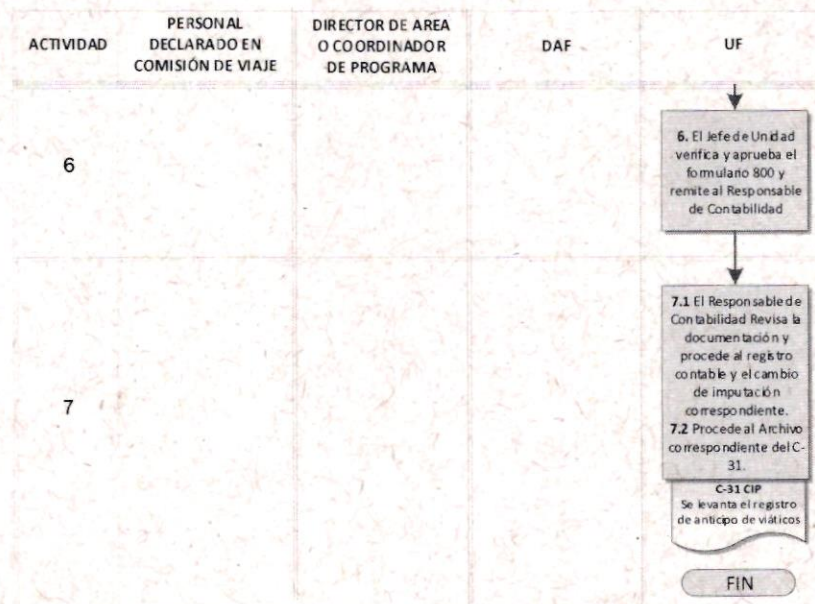 ACTIVIDAD
PERSONAL
DECLARADO EN
COMISIÓN DE VIAJE
DIRECTOR DE AREA
O COORDINADOR
DE PROGRAMA
DAF
UF
6
6. El Jefe de Unidad
verifica y aprueba el
formulario 800 y
remite al Responsable
de Contabilidad
7
7.1 El Responsable de
Contabilidad Revisa la
documentación y
procede al registro
contable y el cambio
de imputación
correspondiente.
7.2 Procede al Archivo
correspondiente del C-
31.
C-31 CIP
Se levanta el registro
de anticipo de viáticos
FIN